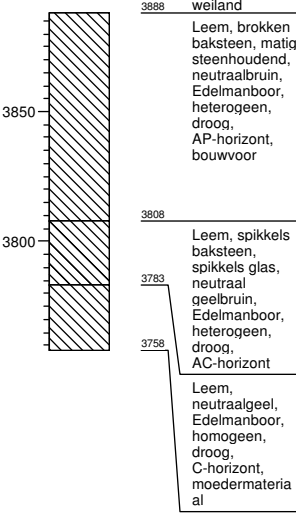 3888 weiland
Leem, brokken
baksteen, matig
steenhoudend,
neutraalbruin,
Edelmanboor,
heterogeen,
droog,
AP-horizont,
bouwvoor
3850
3808
3800
Leem, spikkels
baksteen,
spikkels glas,
neutraal
geelbruin,
Edelmanboor,
heterogeen,
droog,
AC-horizont
3783
3758
Leem,
neutraalgeel,
Edelmanboor,
homogeen,
droog,
C-horizont,
moedermateria
al